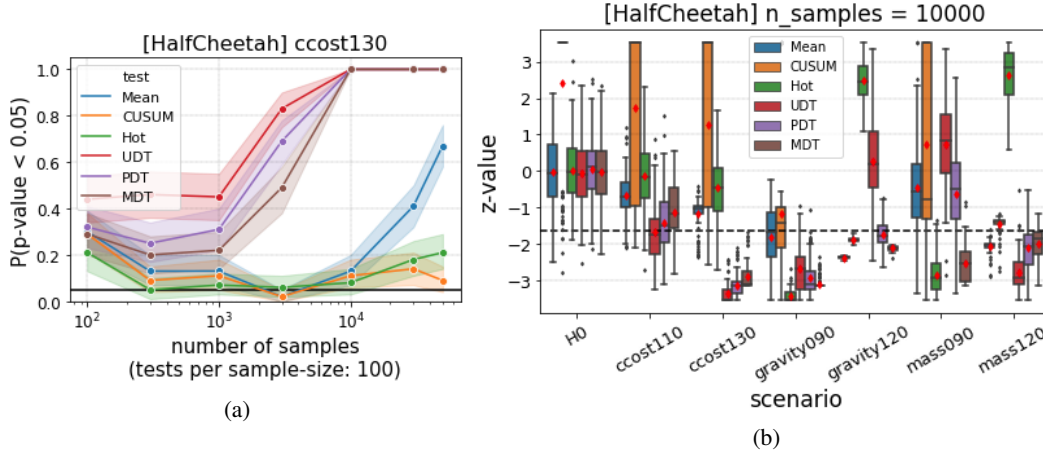 [HalfCheetah] ccost130
P(p-value < 0.05)
1.0
0.8
0.6
0.4
0.2
0.0
test
Mean
CUSUM
Hot
UDT
PDT
MDT
10²
10³
10⁴
number of samples
(tests per sample-size: 100)
(a)
[HalfCheetah] n_samples = 10000
z-value
3
2
1
0
−1
−2
−3
Mean
CUSUM
Hot
UDT
PDT
MDT
H0
ccost110
ccost130
gravity090
gravity120
mass090
mass120
scenario
(b)